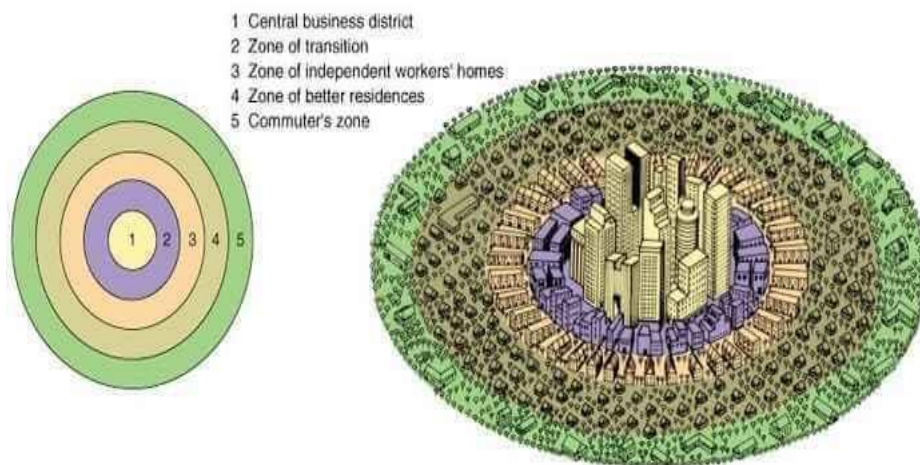 1 Central business district
2 Zone of transition
3 Zone of independent workers' homes
4 Zone of better residences
5 Commuter's zone
1 2 3 4 5